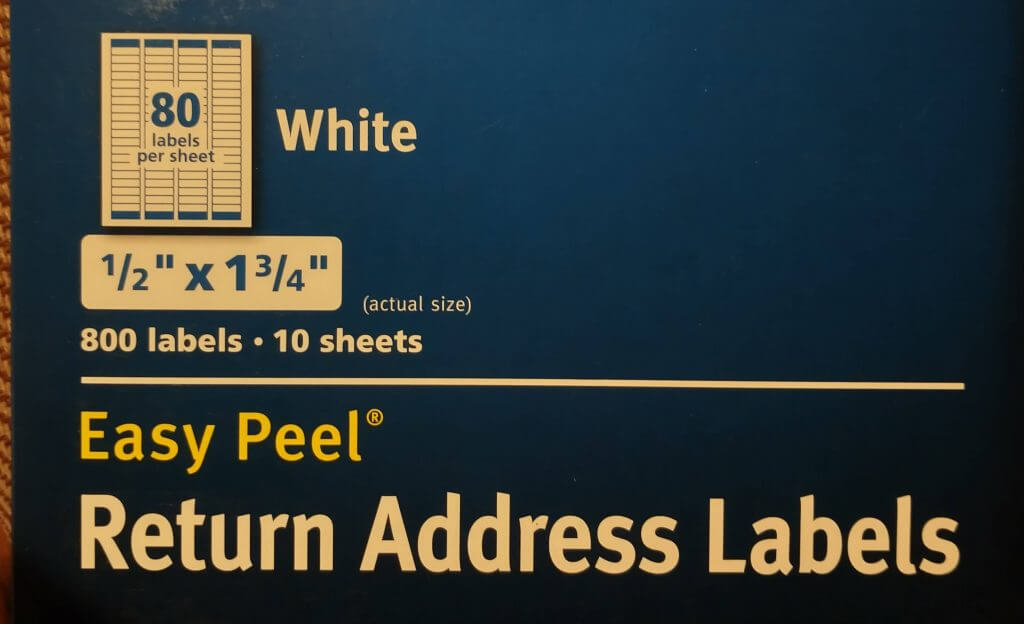 80
labels
per sheet
White
1/2" x 1 3/4"
(actual size)
800 labels • 10 sheets
Easy Peel®
Return Address Labels